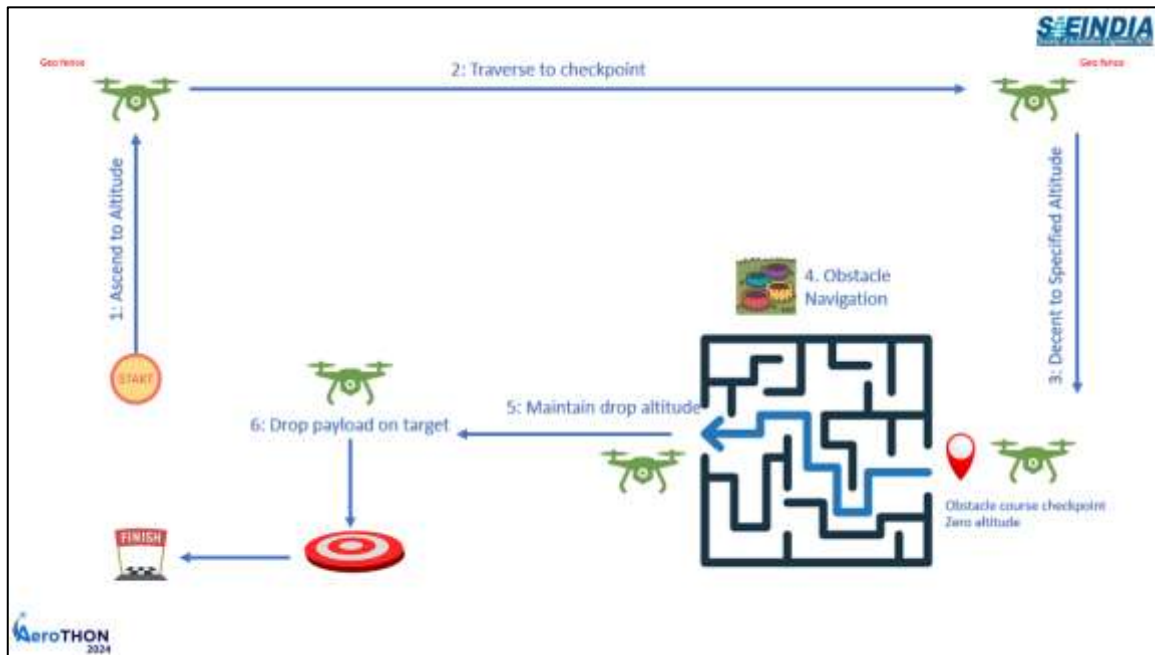 SAEINDIA
Geo fence
Geo fence
2: Traverse to checkpoint
1: Ascend to Altitude
3: Decent to Specified Altitude
4. Obstacle
Navigation
START
5: Maintain drop altitude
6: Drop payload on target
Obstacle course checkpoint
Zero altitude
FINISH
AeroTHON
2024